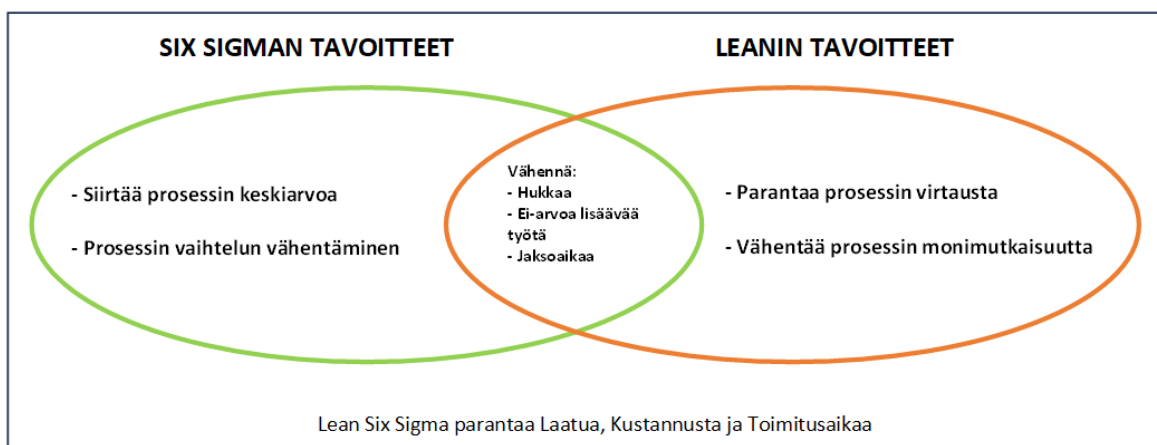 SIX SIGMAN TAVOITTEET
LEANIN TAVOITTEET
- Siirtää prosessin keskiarvoa
- Prosessin vaihtelun vähentäminen
Vähennä:
- Hukkaa
- Ei-arvoa lisäävää
työtä
- Jaksoaikaa
- Parantaa prosessin virtausta
- Vähentää prosessin monimutkaisuutta
Lean Six Sigma parantaa Laatua, Kustannusta ja Toimitusaikaa